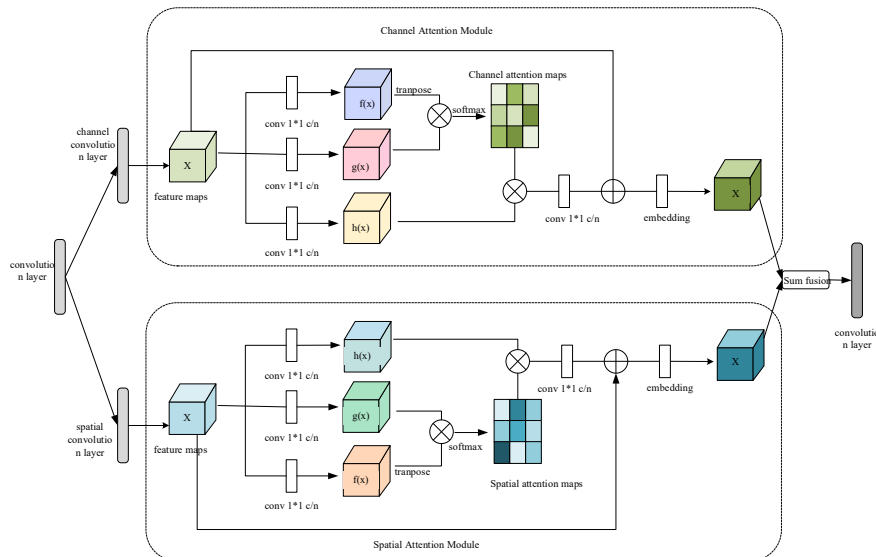 Channel Attention Module
Channel attention maps
f(x)
tranpose
softmax
conv 1*1 c/n
channel
convolutio
n layer
X
feature maps
g(x)
conv 1*1 c/n
h(x)
conv 1*1 c/n
conv 1*1 c/n
embedding
X
convolutio
n layer
Sum fusion
convolutio
n layer
h(x)
conv 1*1 c/n
conv 1*1 c/n
embedding
X
X
feature maps
spatial
convolutio
n layer
g(x)
conv 1*1 c/n
softmax
tranpose
f(x)
conv 1*1 c/n
Spatial attention maps
Spatial Attention Module